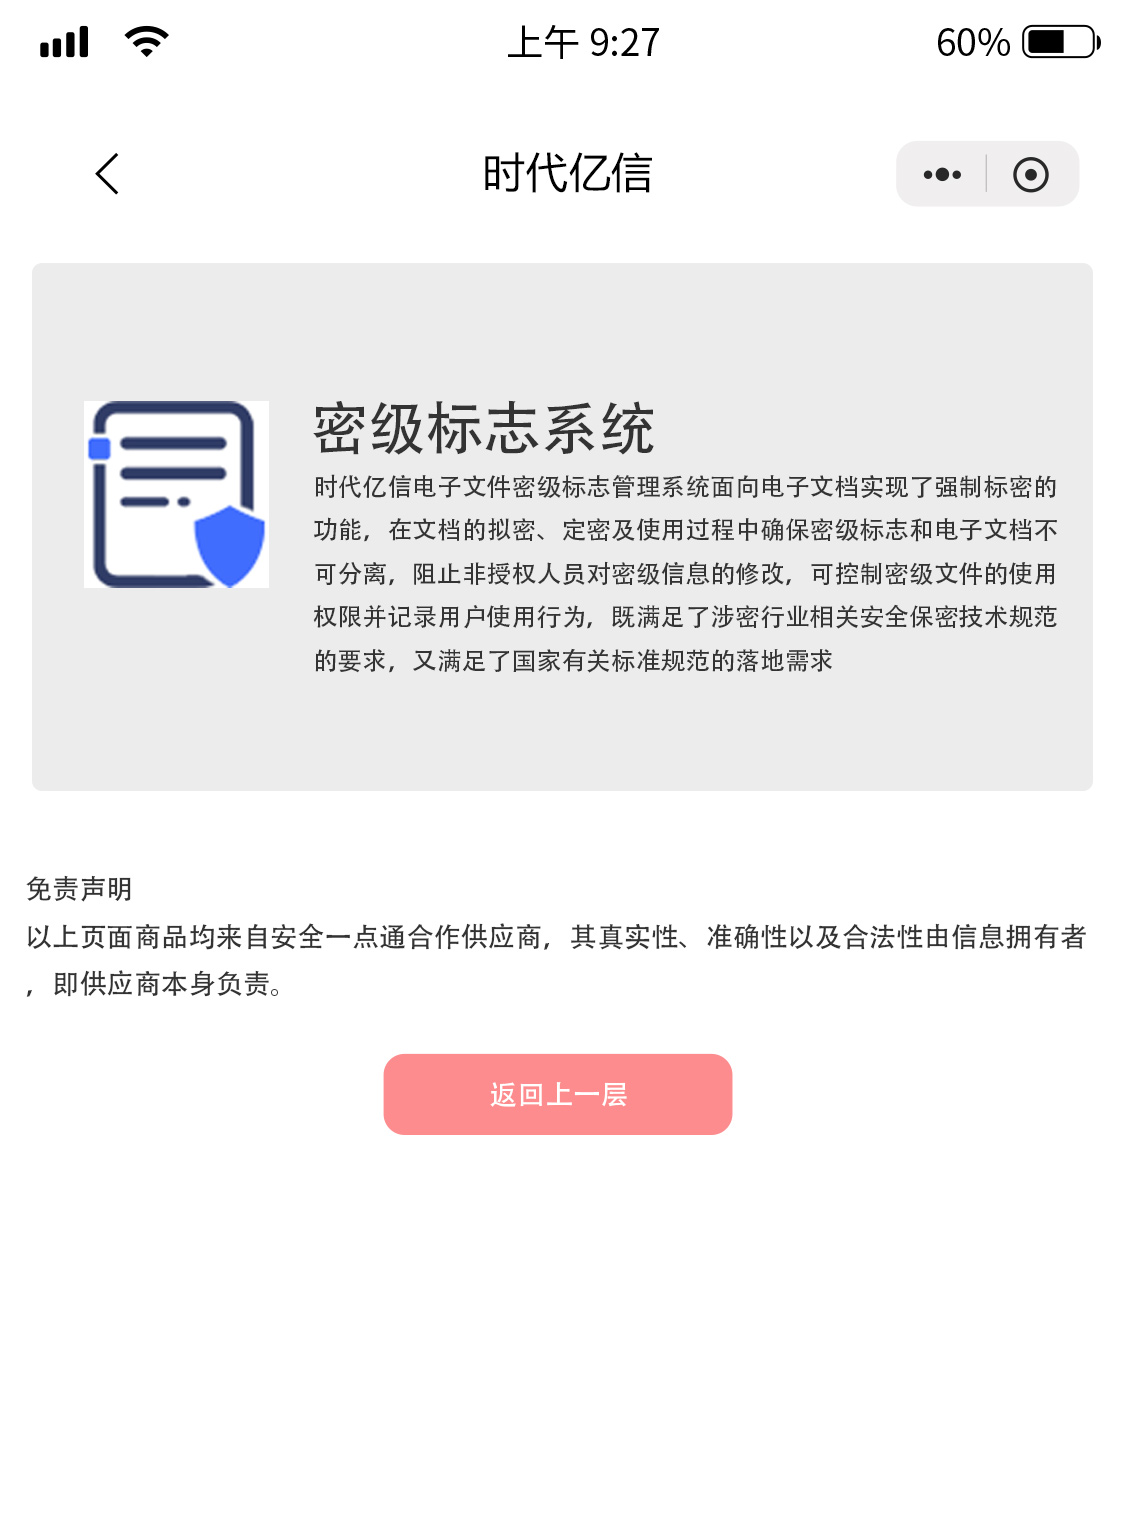 上午 9:27
60%
时代亿信
密级标志系统
时代亿信电子文件密级标志管理系统面向电子文档实现了强制标密的
功能，在文档的拟密、定密及使用过程中确保密级标志和电子文档不
可分离，阻止非授权人员对密级信息的修改，可控制密级文件的使用
权限并记录用户使用行为，既满足了涉密行业相关安全保密技术规范
的要求，又满足了国家有关标准规范的落地需求
免责声明
以上页面商品均来自安全一点通合作供应商，其真实性、准确性以及合法性由信息拥有者
，即供应商本身负责。
返回上一层